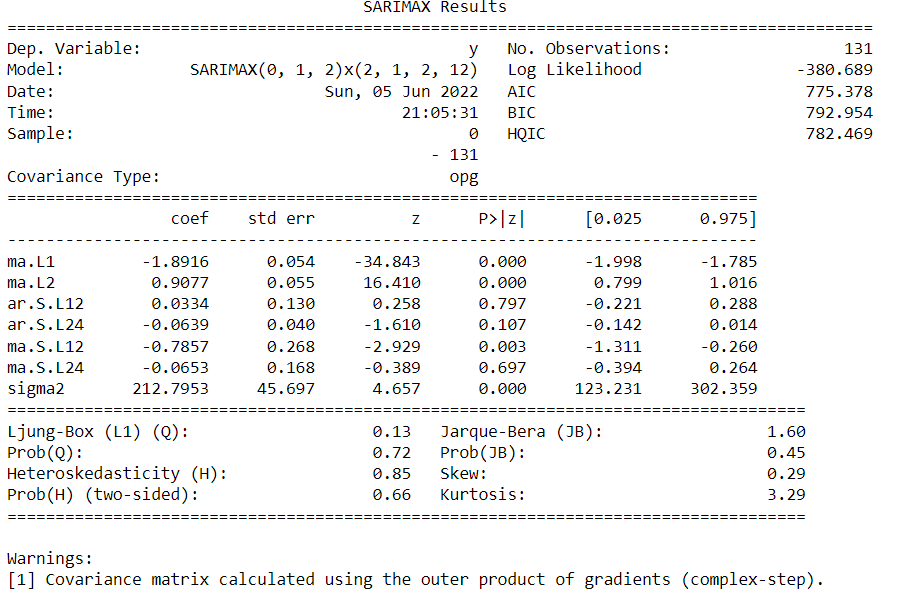 SARIMAX Results
==========================================================================================
Dep. Variable:                                  y   No. Observations:                  131
Model:             SARIMAX(0, 1, 2)x(2, 1, 2, 12)   Log Likelihood                -380.689
Date:                            Sun, 05 Jun 2022   AIC                            775.378
Time:                                    21:05:31   BIC                            792.954
Sample:                                         0   HQIC                           782.469
                                            - 131
Covariance Type:                              opg
==============================================================================
                 coef    std err          z      P>|z|      [0.025      0.975]
------------------------------------------------------------------------------
ma.L1         -1.8916      0.054    -34.843      0.000      -1.998      -1.785
ma.L2          0.9077      0.055     16.410      0.000       0.799       1.016
ar.S.L12       0.0334      0.130      0.258      0.797      -0.221       0.288
ar.S.L24      -0.0639      0.040     -1.610      0.107      -0.142       0.014
ma.S.L12      -0.7857      0.268     -2.929      0.003      -1.311      -0.260
ma.S.L24      -0.0653      0.168     -0.389      0.697      -0.394       0.264
sigma2       212.7953     45.697      4.657      0.000     123.231     302.359
===================================================================================
Ljung-Box (L1) (Q):                   0.13   Jarque-Bera (JB):                 1.60
Prob(Q):                              0.72   Prob(JB):                         0.45
Heteroskedasticity (H):               0.85   Skew:                             0.29
Prob(H) (two-sided):                  0.66   Kurtosis:                         3.29
===================================================================================

Warnings:
[1] Covariance matrix calculated using the outer product of gradients (complex-step).